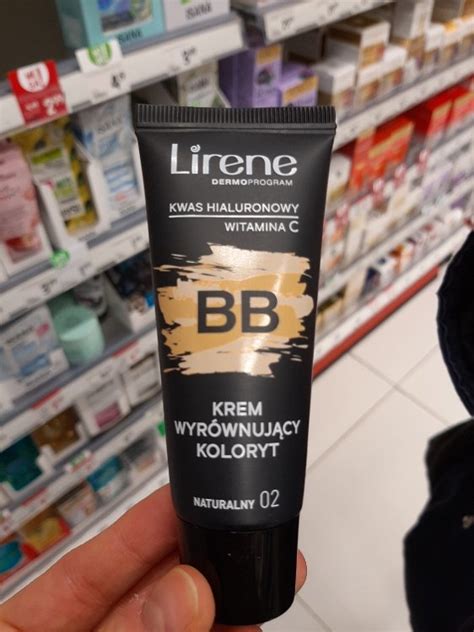 Lirene
DERMOPROGRAM
KWAS HIALURONOWY
WITAMINA C
BB
KREM
WYRÓWNUJĄCY
KOLORYT
NATURALNY 02